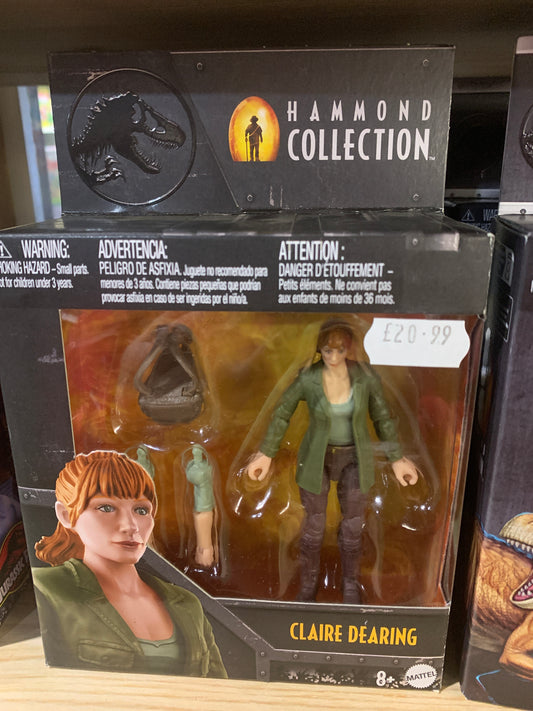 HAMMOND
COLLECTION™
WARNING:
OKING HAZARD – Small parts.
ot for children under 3 years.
ADVERTENCIA:
PELIGRO DE ASFIXIA. Juguete no recomendado para
menores de 3 años. Contiene piezas pequeñas que podrían
provocar asfixia en caso de ser ingeridas por el niño/a.
ATTENTION :
DANGER D'ÉTOUFFEMENT –
Petits éléments. Ne convient pas
aux enfants de moins de 36 mois.
£20.99
CLAIRE DEARING
8+
MATTEL